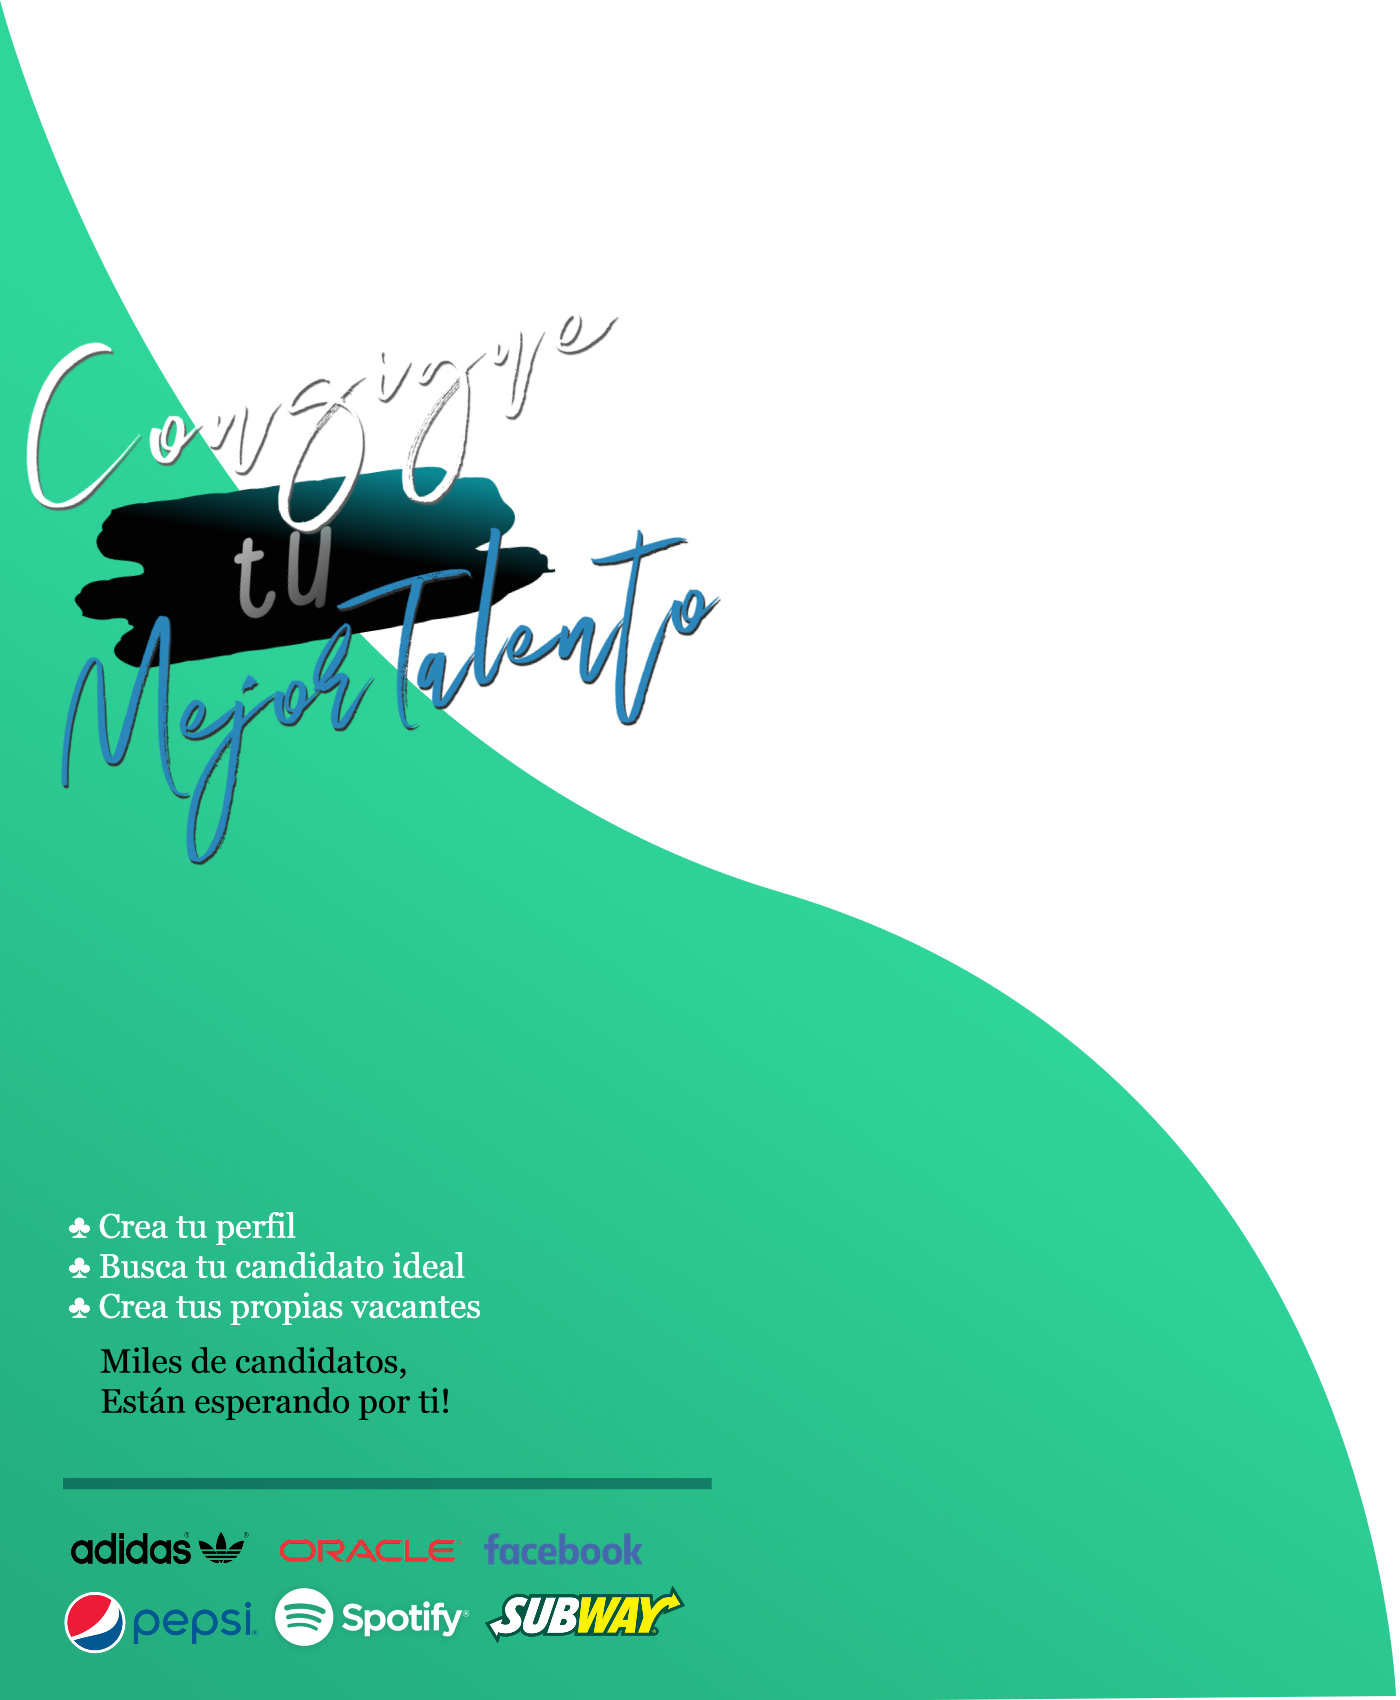 Consigue
tu
Mejor Talento
♣ Crea tu perfil
♣ Busca tu candidato ideal
♣ Crea tus propias vacantes
Miles de candidatos,
Están esperando por ti!
adidas ORACLE facebook
pepsi Spotify SUBWAY